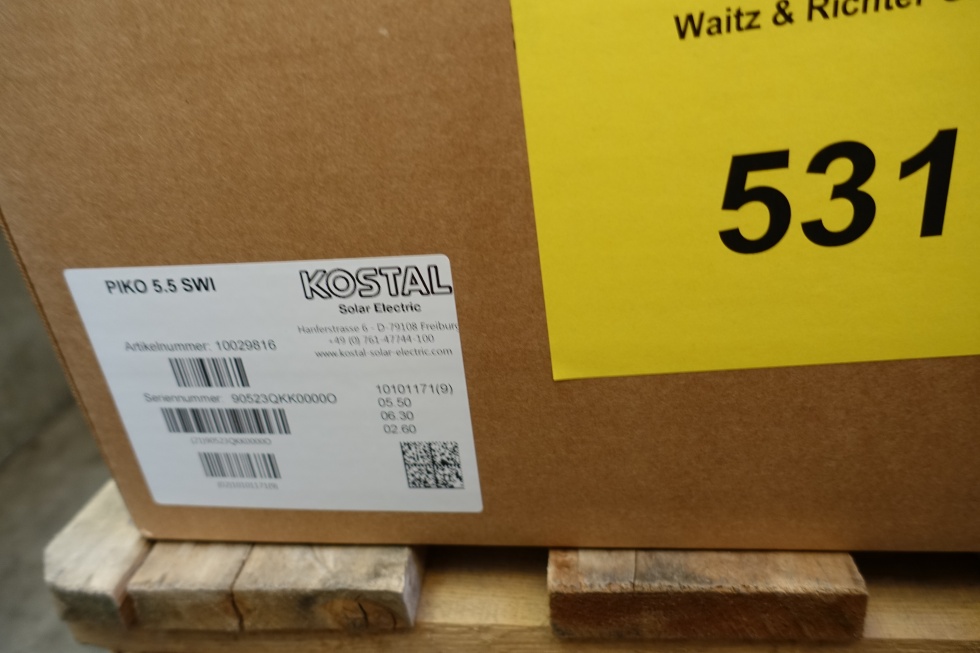 Waitz & Richter
531
PIKO 5.5 SWI
KOSTAL
Solar Electric
Hanferstrasse 6 - D-79108 Freibur
+49 (0) 761-47744-100
www.kostal-solar-electric.com
Artikelnummer: 10029816
Seriennummer: 90523QKK0000O
10101171(9)
05.50
06.30
02.60